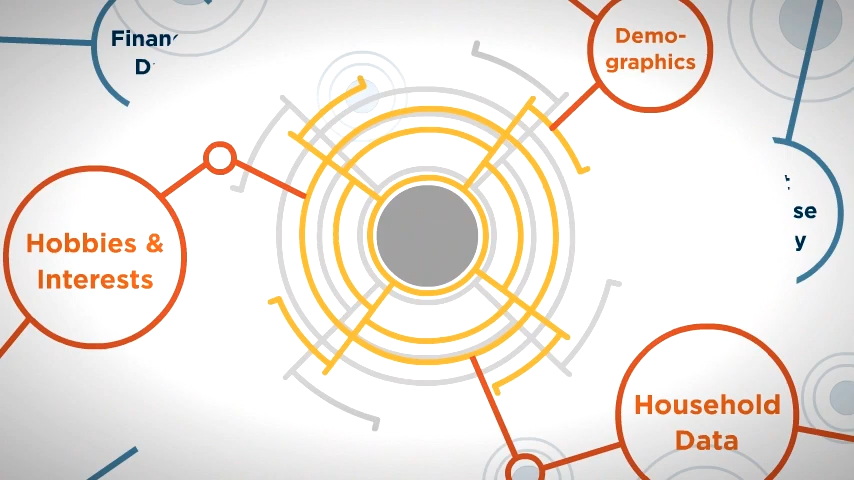 Demo-
graphics
Hobbies &
Interests
Household
Data